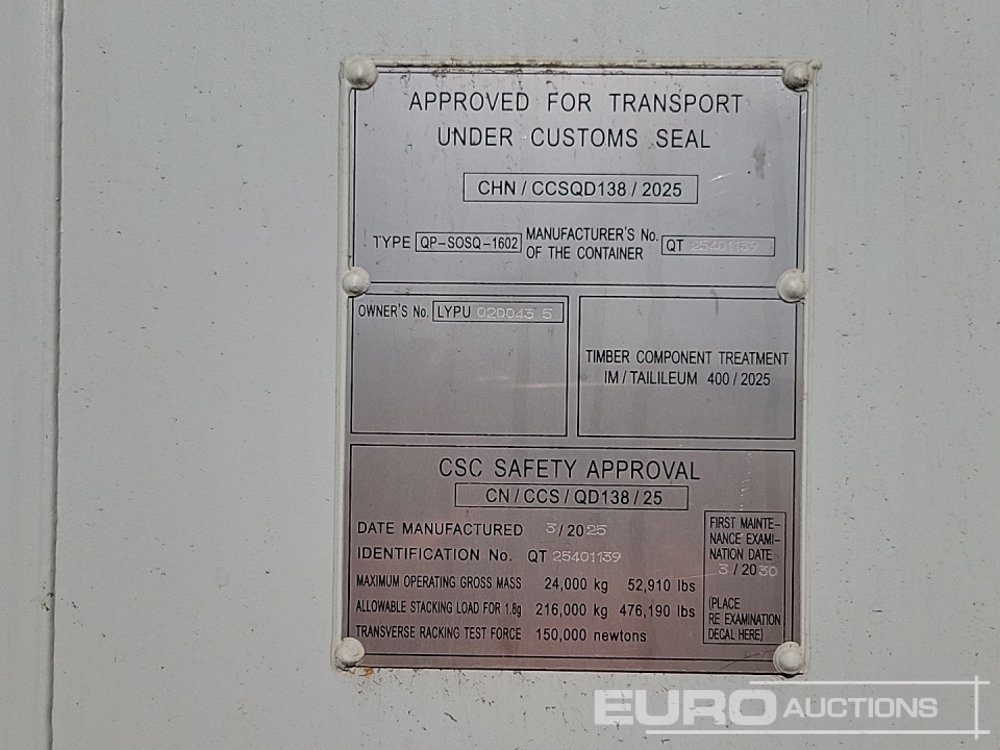 APPROVED FOR TRANSPORT
UNDER CUSTOMS SEAL
CHN / CCSQD138 / 2025
TYPE QP-SOSQ-1602 MANUFACTURER'S No. OF THE CONTAINER QT 25401139
OWNER'S No. LYPU 020043 5
TIMBER COMPONENT TREATMENT
IM / TAILILEUM 400 / 2025
CSC SAFETY APPROVAL
CN / CCS / QD138 / 25
DATE MANUFACTURED 3 / 2025
IDENTIFICATION No. QT 25401139
MAXIMUM OPERATING GROSS MASS 24,000 kg 52,910 lbs
ALLOWABLE STACKING LOAD FOR 1.8g 216,000 kg 476,190 lbs
TRANSVERSE RACKING TEST FORCE 150,000 newtons
FIRST MAINTE-
NANCE EXAMI-
NATION DATE
3 / 2030
(PLACE
RE EXAMINATION
DECAL HERE)
EURO AUCTIONS